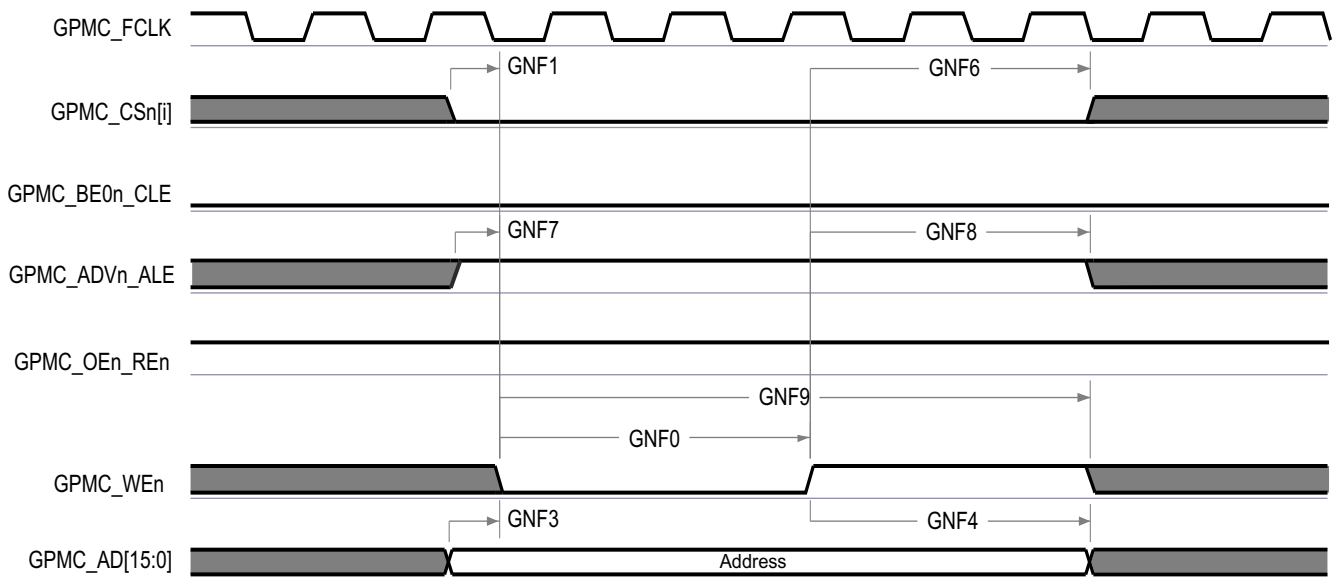 GPMC_FCLK
GNF1
GNF6
GPMC_CSn[i]
GPMC_BE0n_CLE
GNF7
GNF8
GPMC_ADVn_ALE
GPMC_OEn_REn
GNF9
GNF0
GPMC_WEn
GNF3
GNF4
GPMC_AD[15:0]
Address